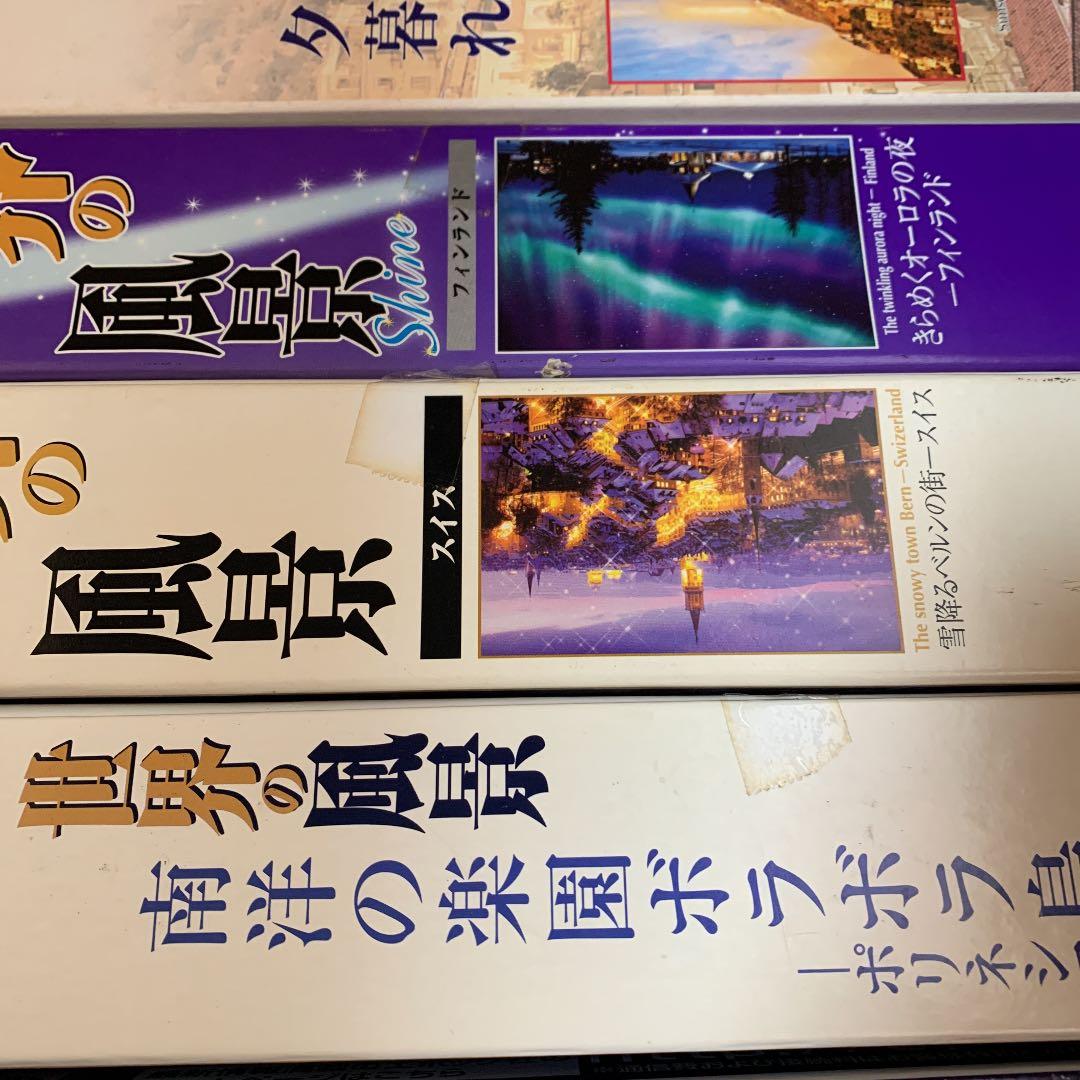 夕暮れ
界の
風景
Shine
フィンランド
The twinkling aurora night – Finland
きらめくオーロラの夜
―フィンランド
の
風景
スイス
The snowy town Bern – Swizerland
雪降るベルンの街―スイス
世界の風景
南洋の楽園ボラボラ島
―ポリネシア